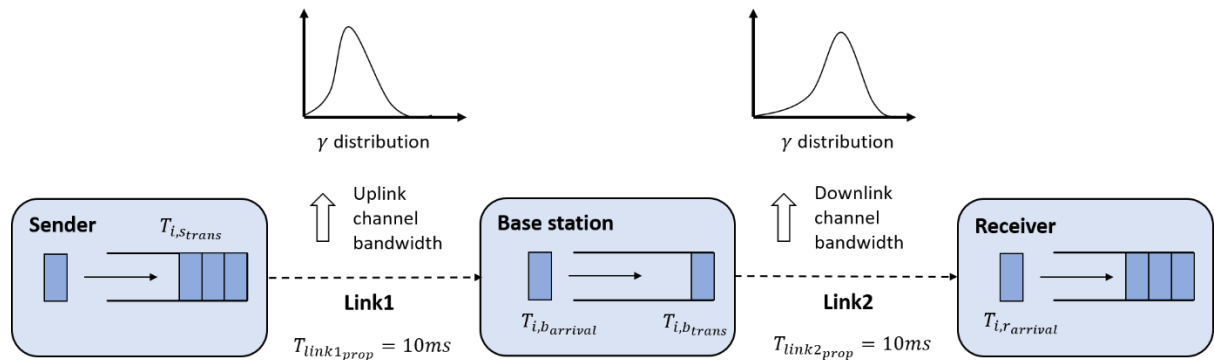 γ distribution
γ distribution
Uplink
channel
bandwidth
Downlink
channel
bandwidth
Sender
T_{i,s_{trans}}
Base station
Receiver
Link1
Link2
T_{i,b_{arrival}}
T_{i,b_{trans}}
T_{i,r_{arrival}}
T_{link1_{prop}} = 10ms
T_{link2_{prop}} = 10ms